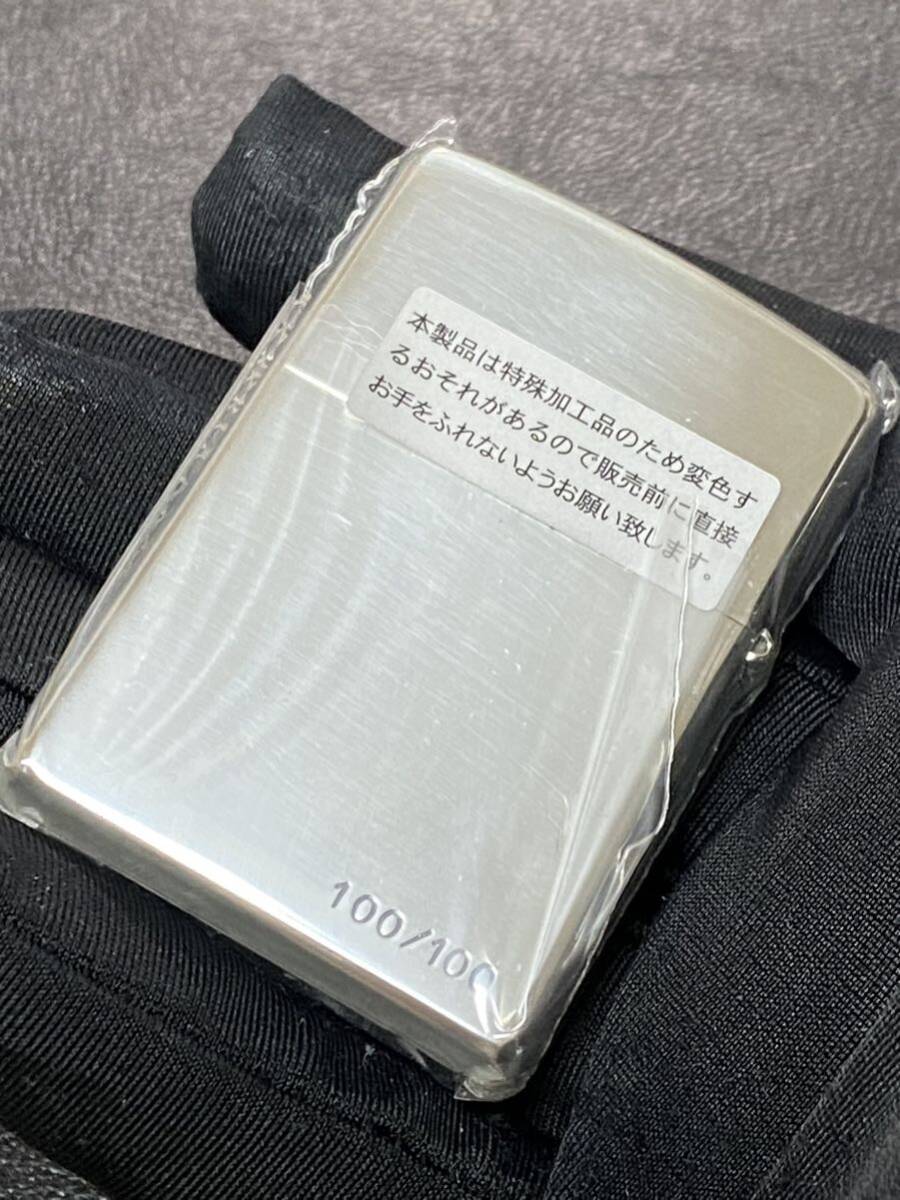 本製品は特殊加工品のため変色す
るおそれがあるので販売前に直接
お手をふれないようお願い致します。
100/100